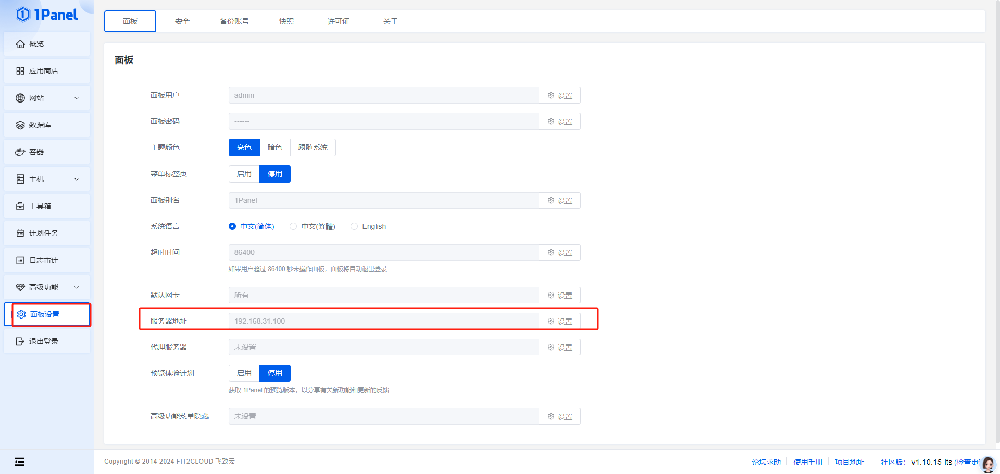 1Panel
概览
应用商店
网站
数据库
容器
主机
工具箱
计划任务
日志审计
高级功能
面板设置
退出登录
面板 安全 备份账号 快照 许可证 关于
面板
面板用户 admin 设置
面板密码 •••••• 设置
主题颜色 亮色 暗色 跟随系统
菜单标签页 启用 停用
面板别名 1Panel 设置
系统语言 中文(简体) 中文(繁體) English
超时时间 86400 设置
如果用户超过 86400 秒未操作面板，面板将自动退出登录
默认网卡 所有 设置
服务器地址 192.168.31.100 设置
代理服务器 未设置 设置
预览体验计划 启用 停用
获取 1Panel 的预览版本，以分享有关新功能和更新的反馈
高级功能菜单隐藏 未设置 设置
Copyright © 2014-2024 FIT2CLOUD 飞致云
论坛求助 使用手册 项目地址 社区版： v1.10.15-lts (检查更